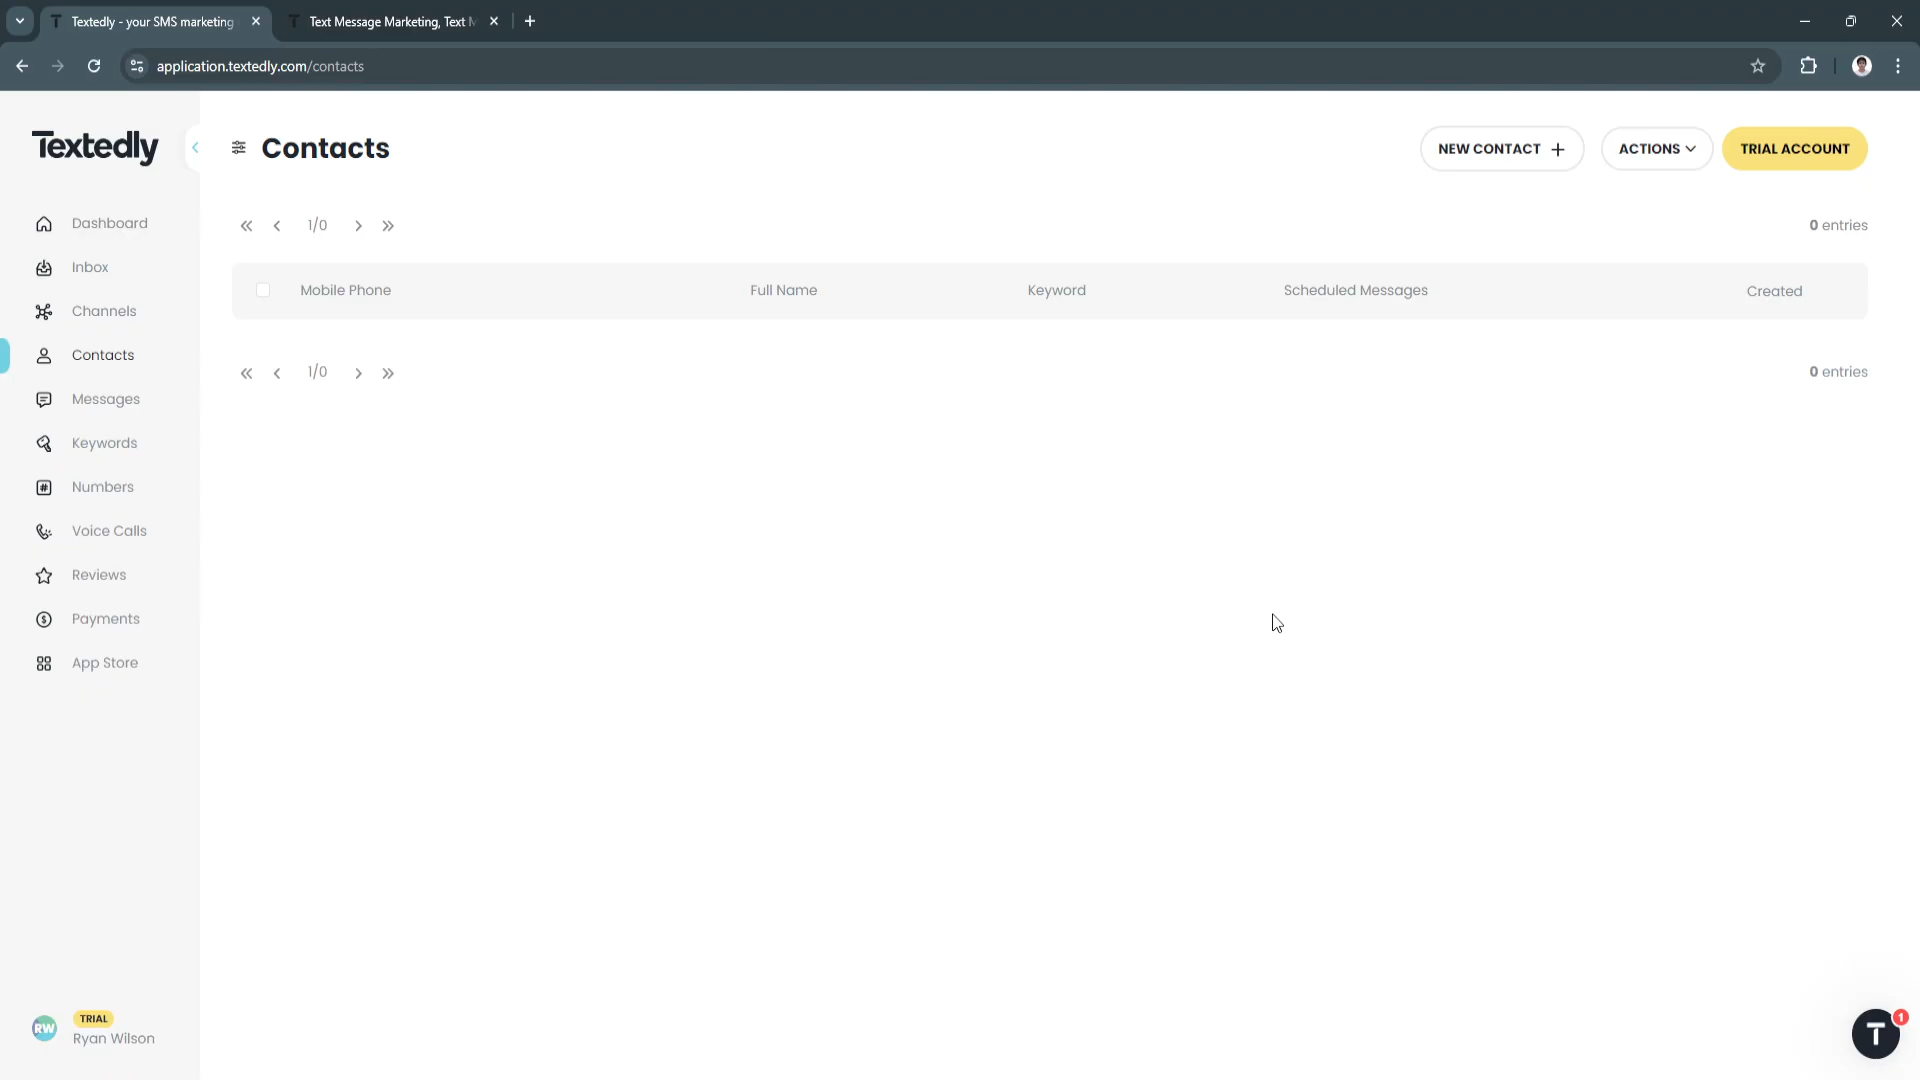 Textedly - your SMS marketing
Text Message Marketing, Text M
application.textedly.com/contacts
Textedly
Contacts
NEW CONTACT +
ACTIONS
TRIAL ACCOUNT
Dashboard
Inbox
Channels
Contacts
Messages
Keywords
Numbers
Voice Calls
Reviews
Payments
App Store
1/0
0 entries
Mobile Phone
Full Name
Keyword
Scheduled Messages
Created
1/0
0 entries
RW
TRIAL
Ryan Wilson
T
1